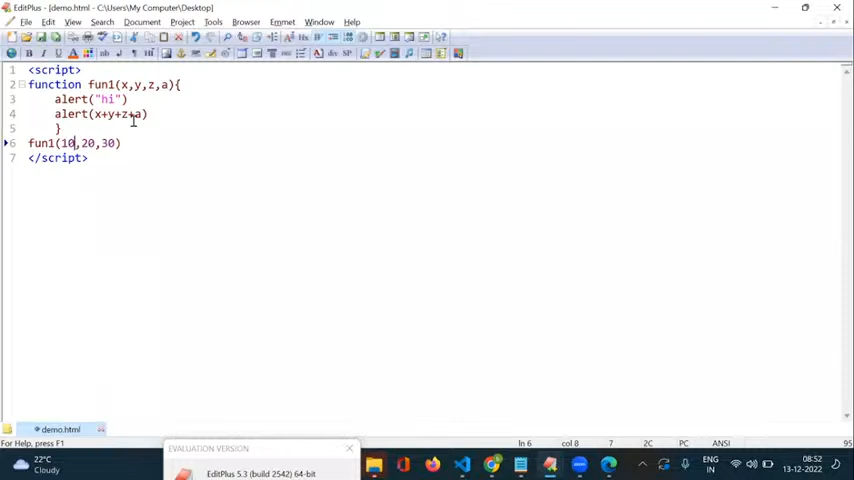 EditPlus - [demo.html - C:\Users\My Computer\Desktop]
File Edit View Search Document Project Tools Browser Emmet Window Help
1 <script>
2 function fun1(x,y,z,a){
3 alert("hi")
4 alert(x+y+z+a)
5 }
6 fun1(10,20,30)
7 </script>
demo.html
For Help, press F1 ln 6 col 8 7 2C PC ANSI 95
EVALUATION VERSION
EditPlus 5.3 (build 2542) 64-bit
22°C
Cloudy
ENG
IN
08:52
13-12-2022